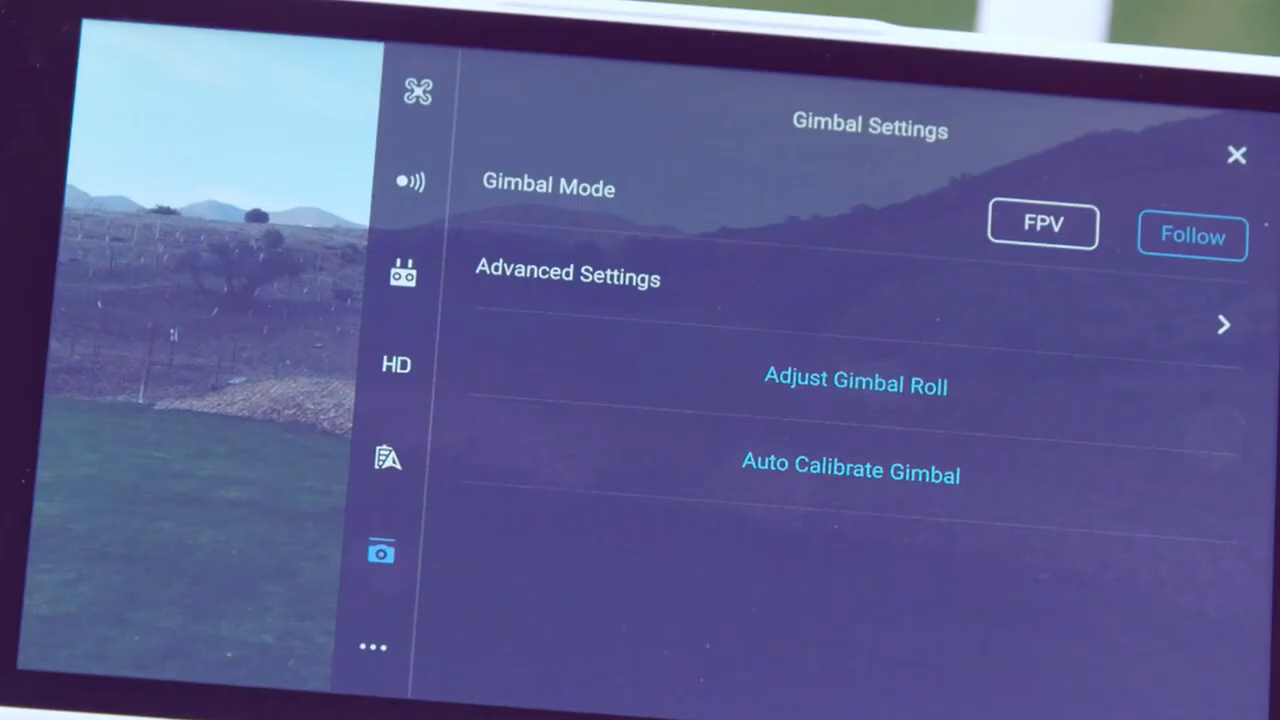 Gimbal Settings
Gimbal Mode
FPV
Follow
Advanced Settings
HD
Adjust Gimbal Roll
Auto Calibrate Gimbal